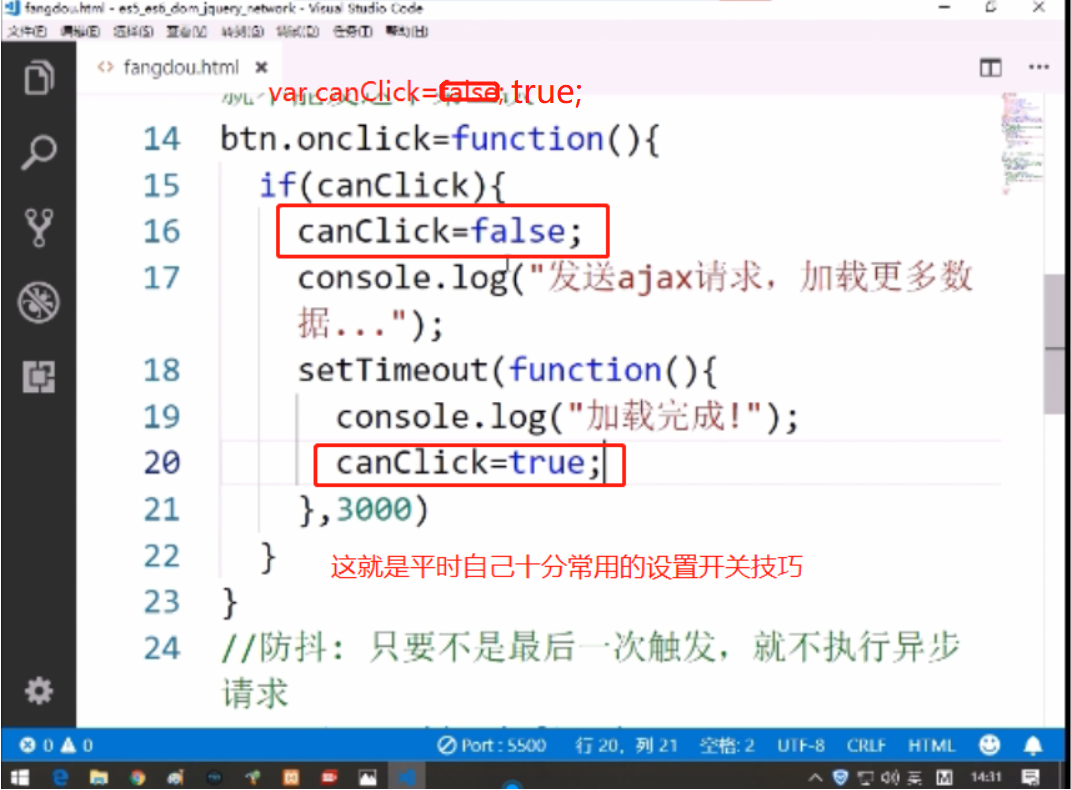 fangdou.html - es5_es6_dom_jquery_network - Visual Studio Code
文件(F) 编辑(E) 选择(S) 查看(V) 转到(G) 调试(D) 任务(T) 帮助(H)
fangdou.html
var canClick=false; true;
14 btn.onclick=function(){
15 if(canClick){
16 canClick=false;
17 console.log("发送ajax请求，加载更多数
据...");
18 setTimeout(function(){
19 console.log("加载完成!");
20 canClick=true;
21 },3000)
22 }
这就是平时自己十分常用的设置开关技巧
23 }
24 //防抖: 只要不是最后一次触发，就不执行异步
请求
0 0 Port : 5500 行 20，列 21 空格: 2 UTF-8 CRLF HTML
英 M 14:31